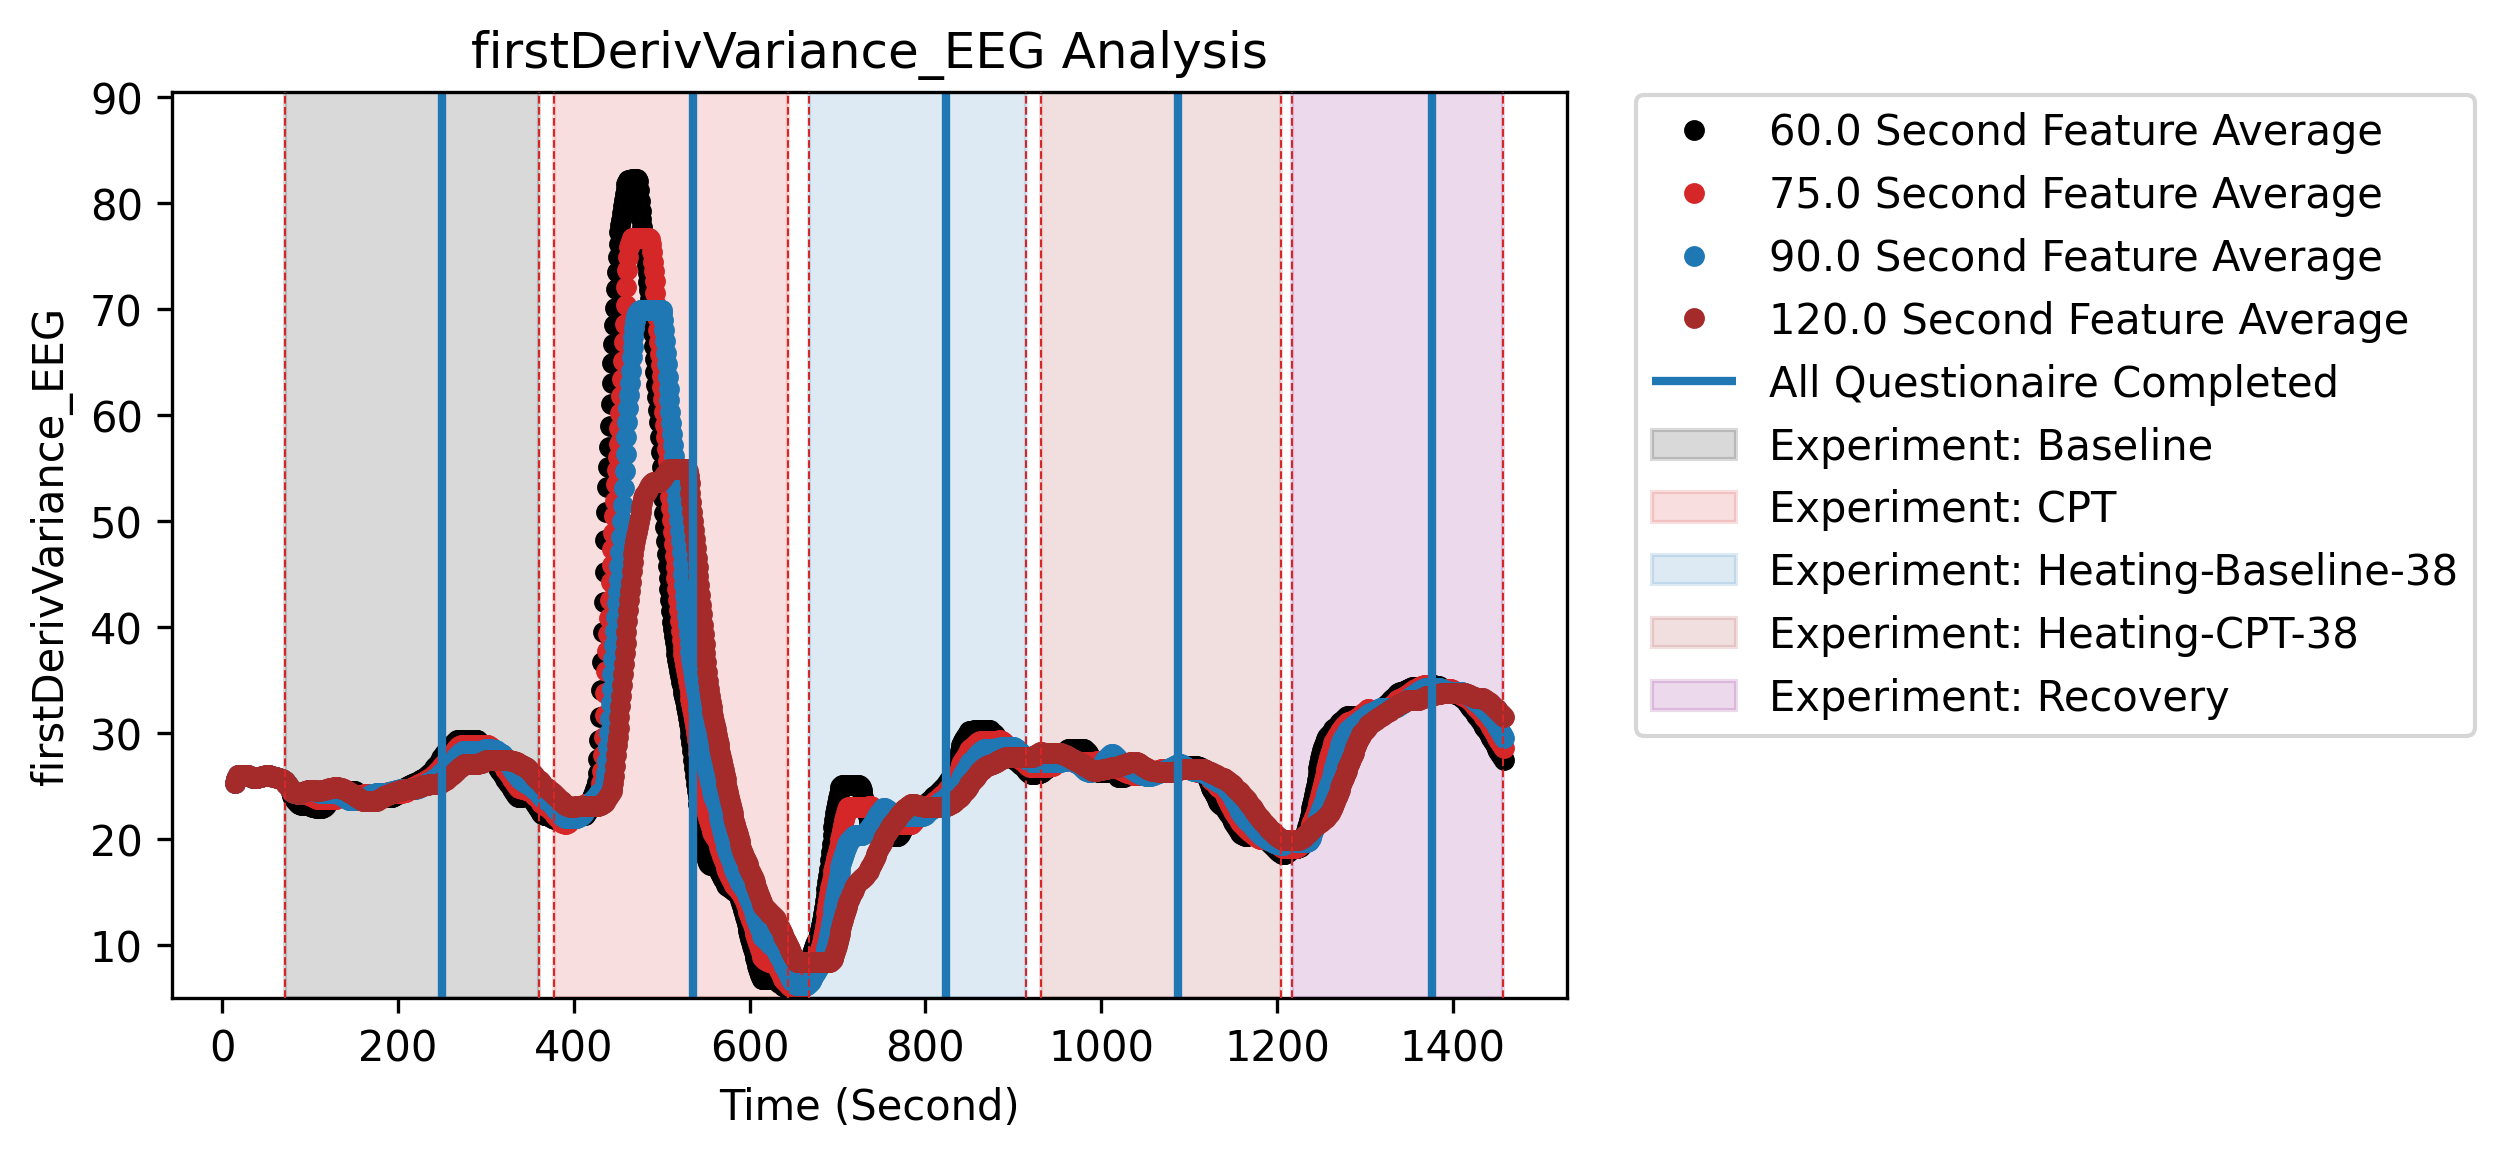 firstDerivVariance_EEG Analysis
firstDerivVariance_EEG
90
80
70
60
50
40
30
20
10
0
200
400
600
800
1000
1200
1400
Time (Second)
60.0 Second Feature Average
75.0 Second Feature Average
90.0 Second Feature Average
120.0 Second Feature Average
All Questionaire Completed
Experiment: Baseline
Experiment: CPT
Experiment: Heating-Baseline-38
Experiment: Heating-CPT-38
Experiment: Recovery